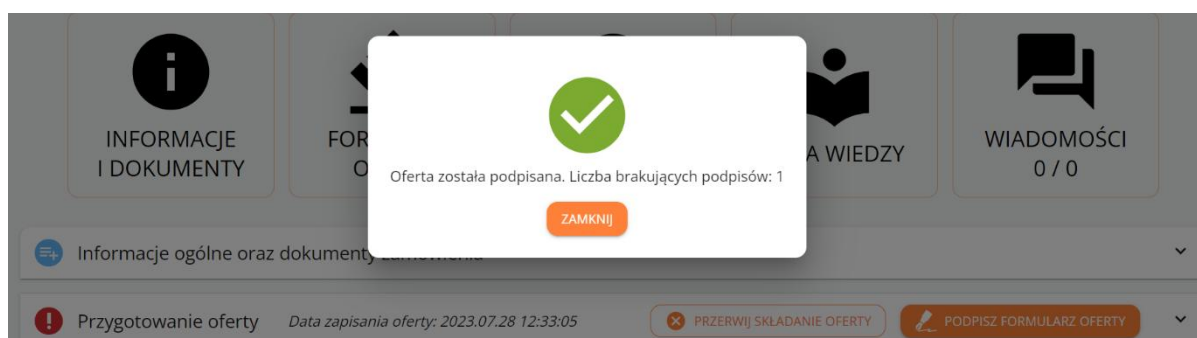 INFORMACJE
I DOKUMENTY
FOR
O
A WIEDZY
WIADOMOŚCI
0 / 0
Oferta została podpisana. Liczba brakujących podpisów: 1
ZAMKNIJ
Informacje ogólne oraz dokumenty zamówienia
Przygotowanie oferty Data zapisania oferty: 2023.07.28 12:33:05 PRZERWIJ SKŁADANIE OFERTY PODPISZ FORMULARZ OFERTY